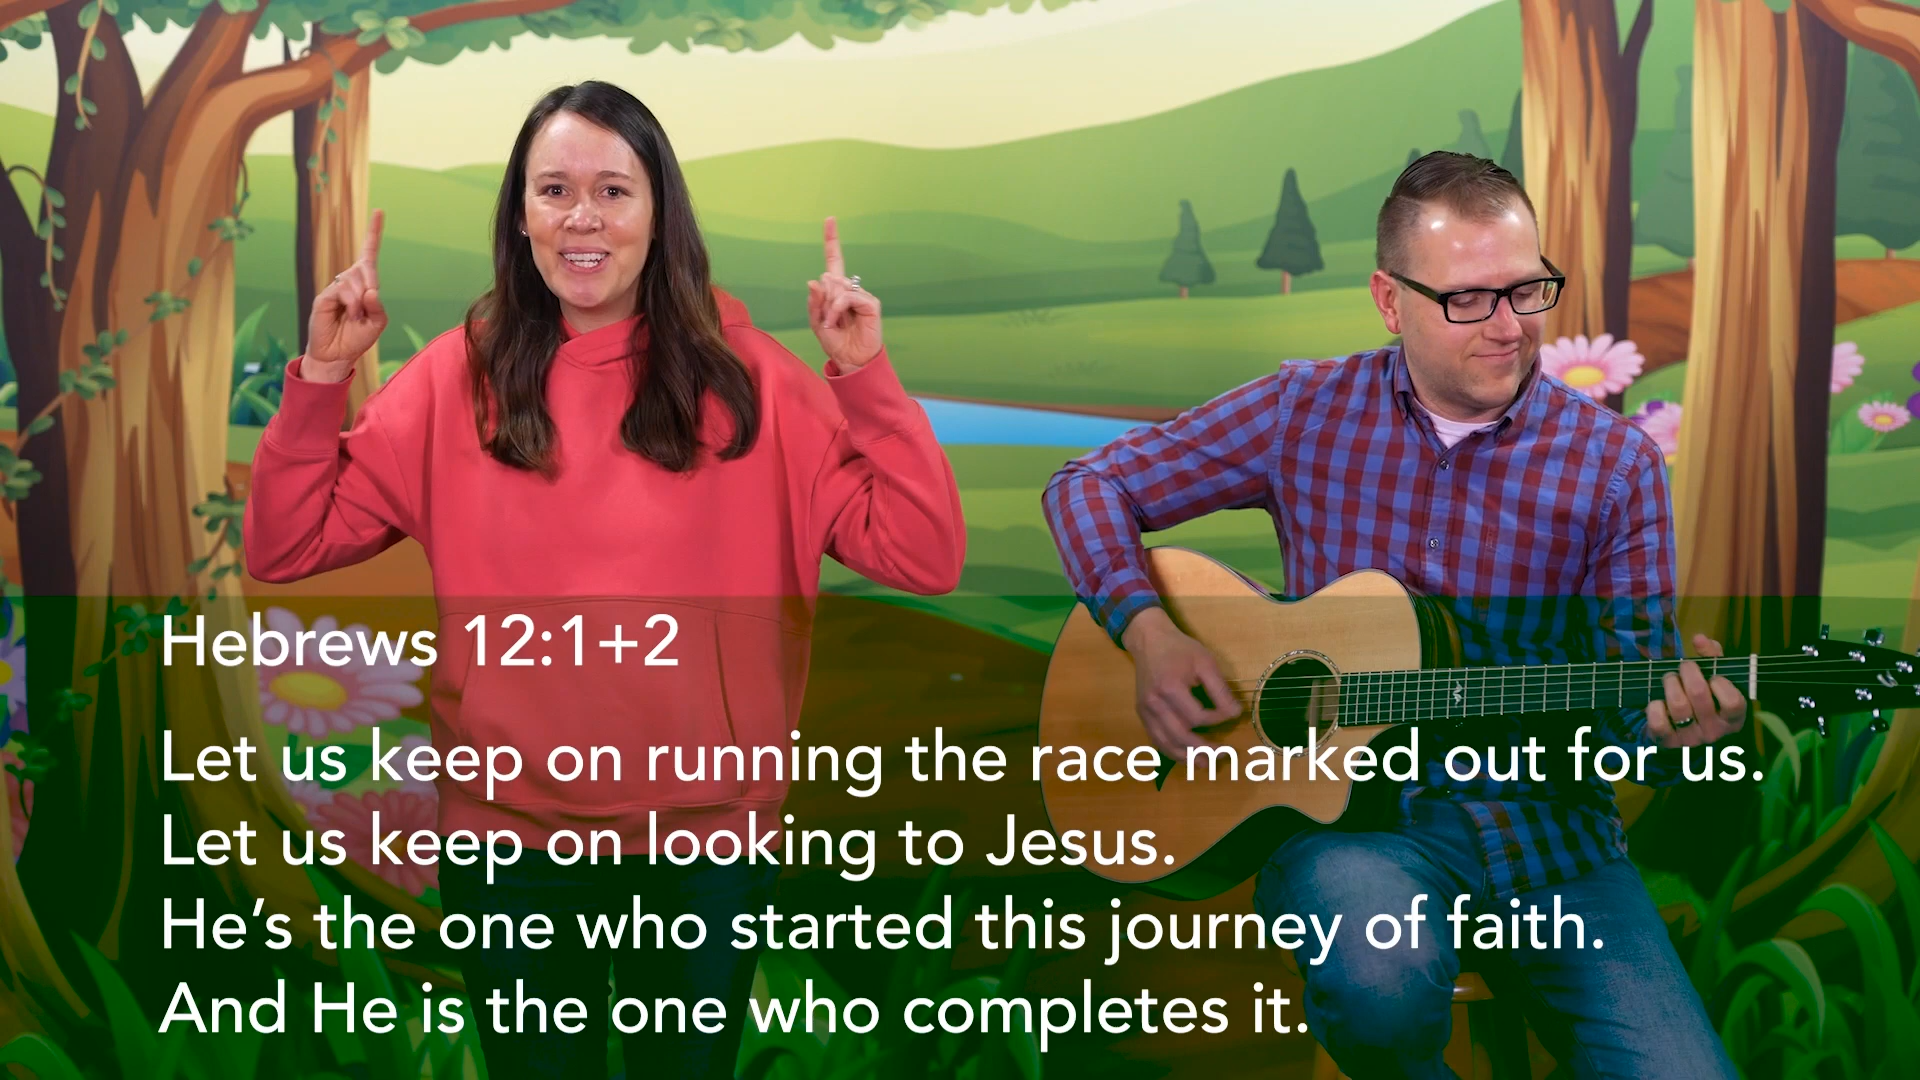 Hebrews 12:1+2
Let us keep on running the race marked out for us.
Let us keep on looking to Jesus.
He’s the one who started this journey of faith.
And He is the one who completes it.